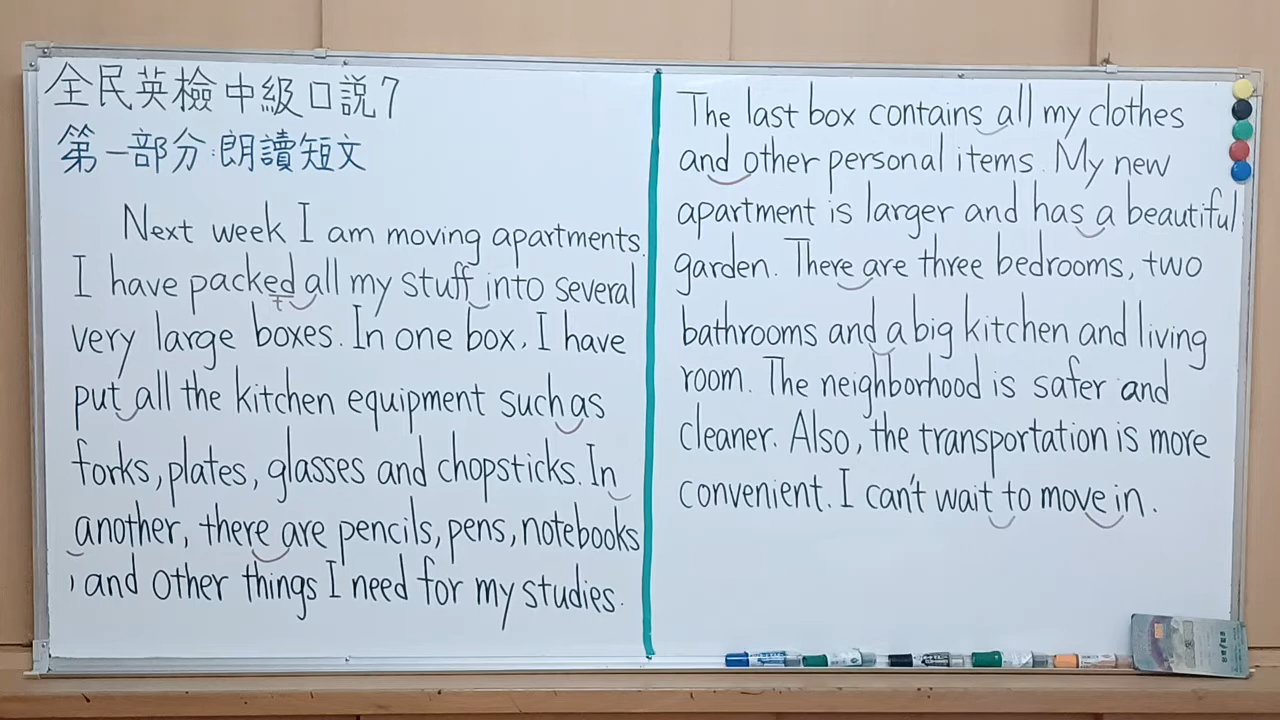 全民英檢中級口說7
第一部分:朗讀短文
Next week I am moving apartments.
I have packed all my stuff into several
t
very large boxes. In one box, I have
put all the kitchen equipment such as
forks, plates, glasses and chopsticks. In
another, there are pencils, pens, notebooks
, and other things I need for my studies.
The last box contains all my clothes
and other personal items. My new
apartment is larger and has a beautiful
garden. There are three bedrooms, two
bathrooms and a big kitchen and living
room. The neighborhood is safer and
cleaner. Also, the transportation is more
convenient. I can't wait to move in.